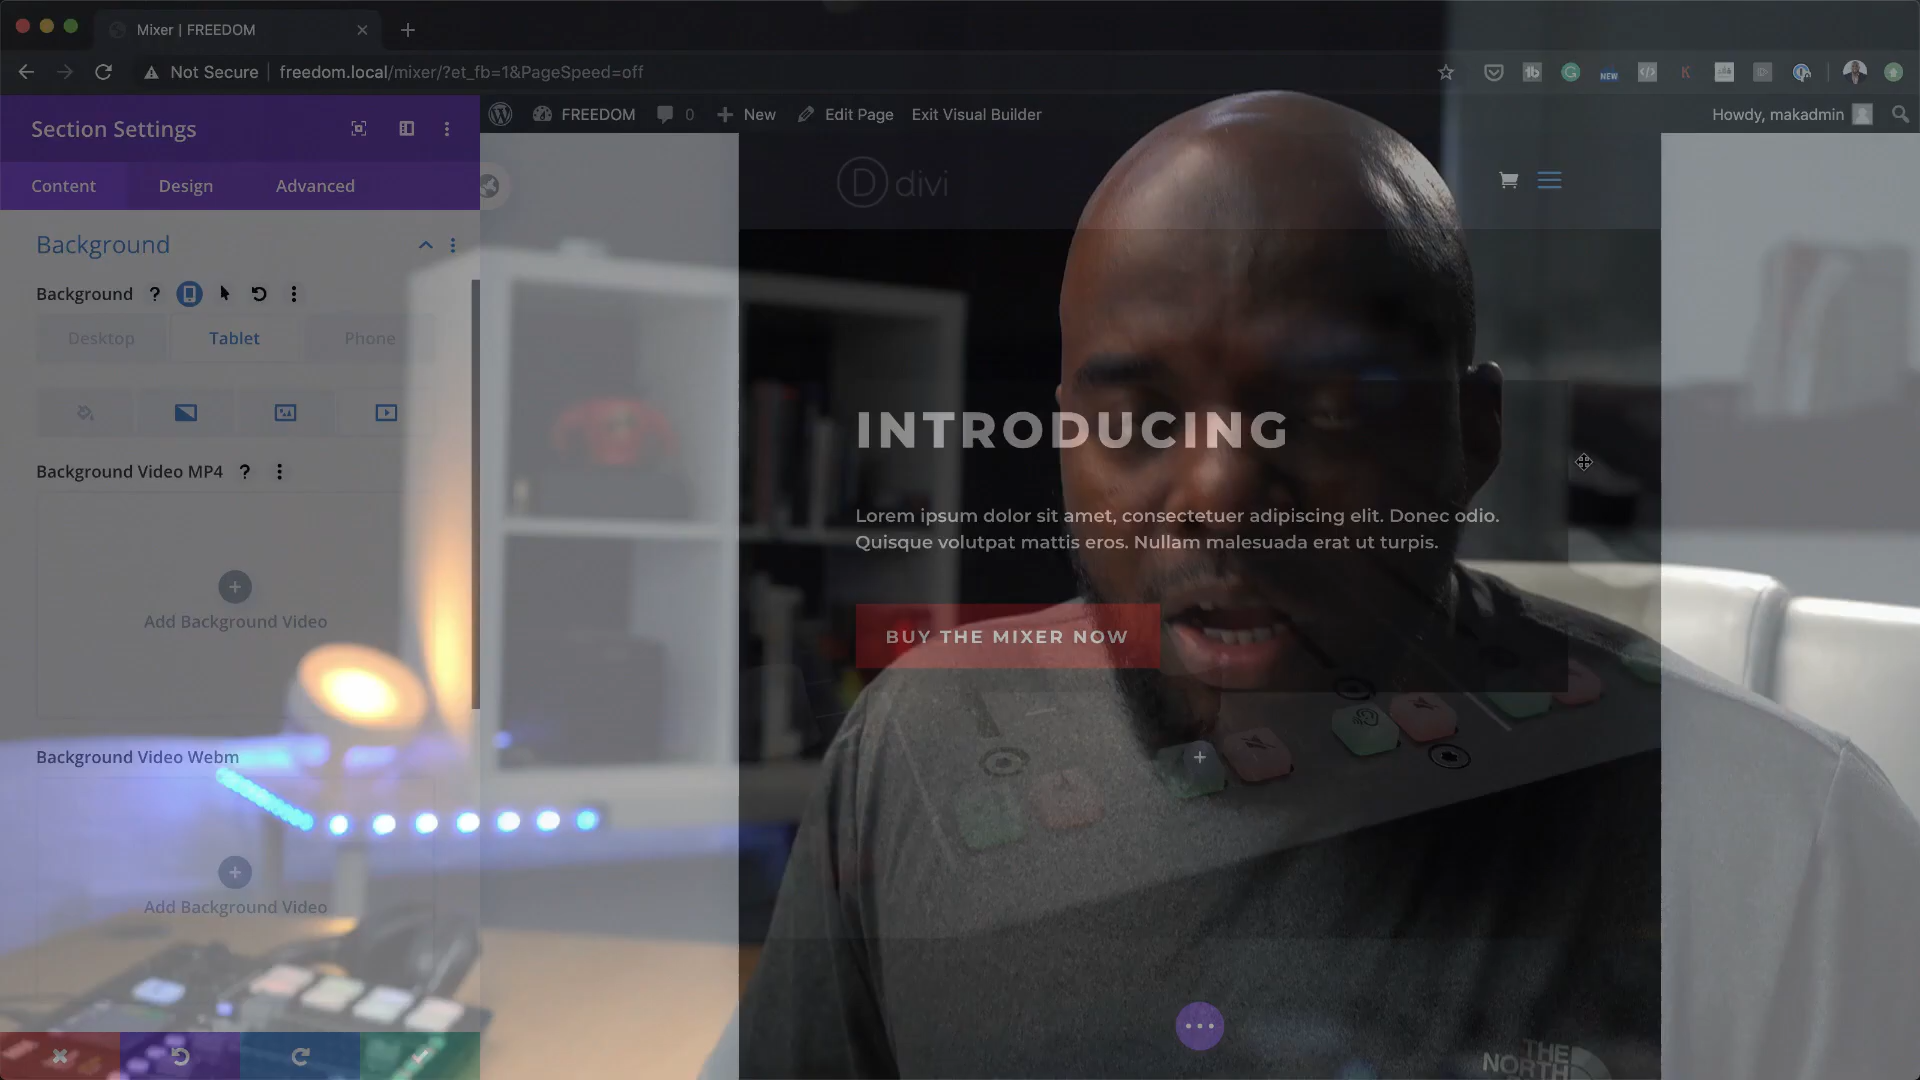 Mixer | FREEDOM
Not Secure
freedom.local/mixer/?et_fb=1&PageSpeed=off
NEW
Section Settings
FREEDOM
0
New
Edit Page
Exit Visual Builder
Howdy, makadmin
Content
Design
Advanced
D divi
Background
Background ?
Desktop
Tablet
Phone
INTRODUCING
Background Video MP4 ?
Lorem ipsum dolor sit amet, consectetuer adipiscing elit. Donec odio.
Quisque volutpat mattis eros. Nullam malesuada erat ut turpis.
Add Background Video
BUY THE MIXER NOW
Background Video Webm
Add Background Video
THE
NORTH